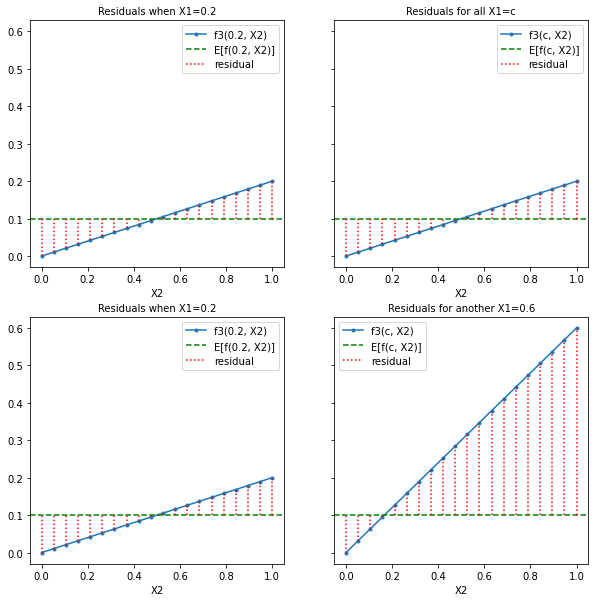 Residuals when X1=0.2
Residuals for all X1=c
0.6
0.5
0.4
0.3
0.2
0.1
0.0
f3(0.2, X2)
E[f(0.2, X2)]
residual
f3(c, X2)
E[f(c, X2)]
residual
0.0 0.2 0.4 0.6 0.8 1.0
X2
0.0 0.2 0.4 0.6 0.8 1.0
X2
Residuals when X1=0.2
Residuals for another X1=0.6
0.6
0.5
0.4
0.3
0.2
0.1
0.0
f3(0.2, X2)
E[f(0.2, X2)]
residual
f3(c, X2)
E[f(c, X2)]
residual
0.0 0.2 0.4 0.6 0.8 1.0
X2
0.0 0.2 0.4 0.6 0.8 1.0
X2